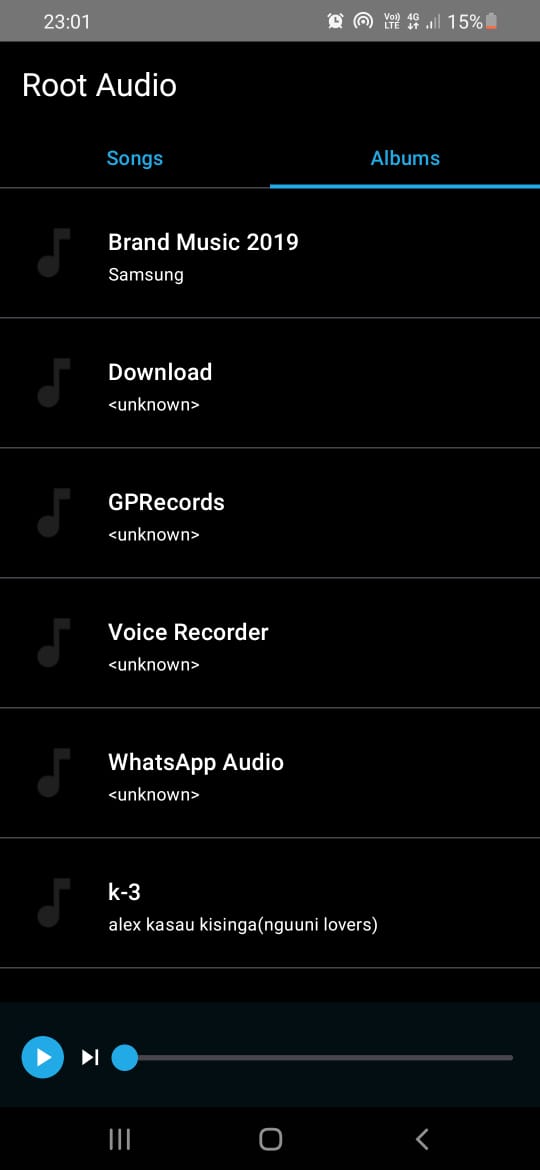 23:01
Vo)) LTE 4G 15%
Root Audio
Songs Albums
Brand Music 2019
Samsung
Download
<unknown>
GPRecords
<unknown>
Voice Recorder
<unknown>
WhatsApp Audio
<unknown>
k-3
alex kasau kisinga(nguuni lovers)